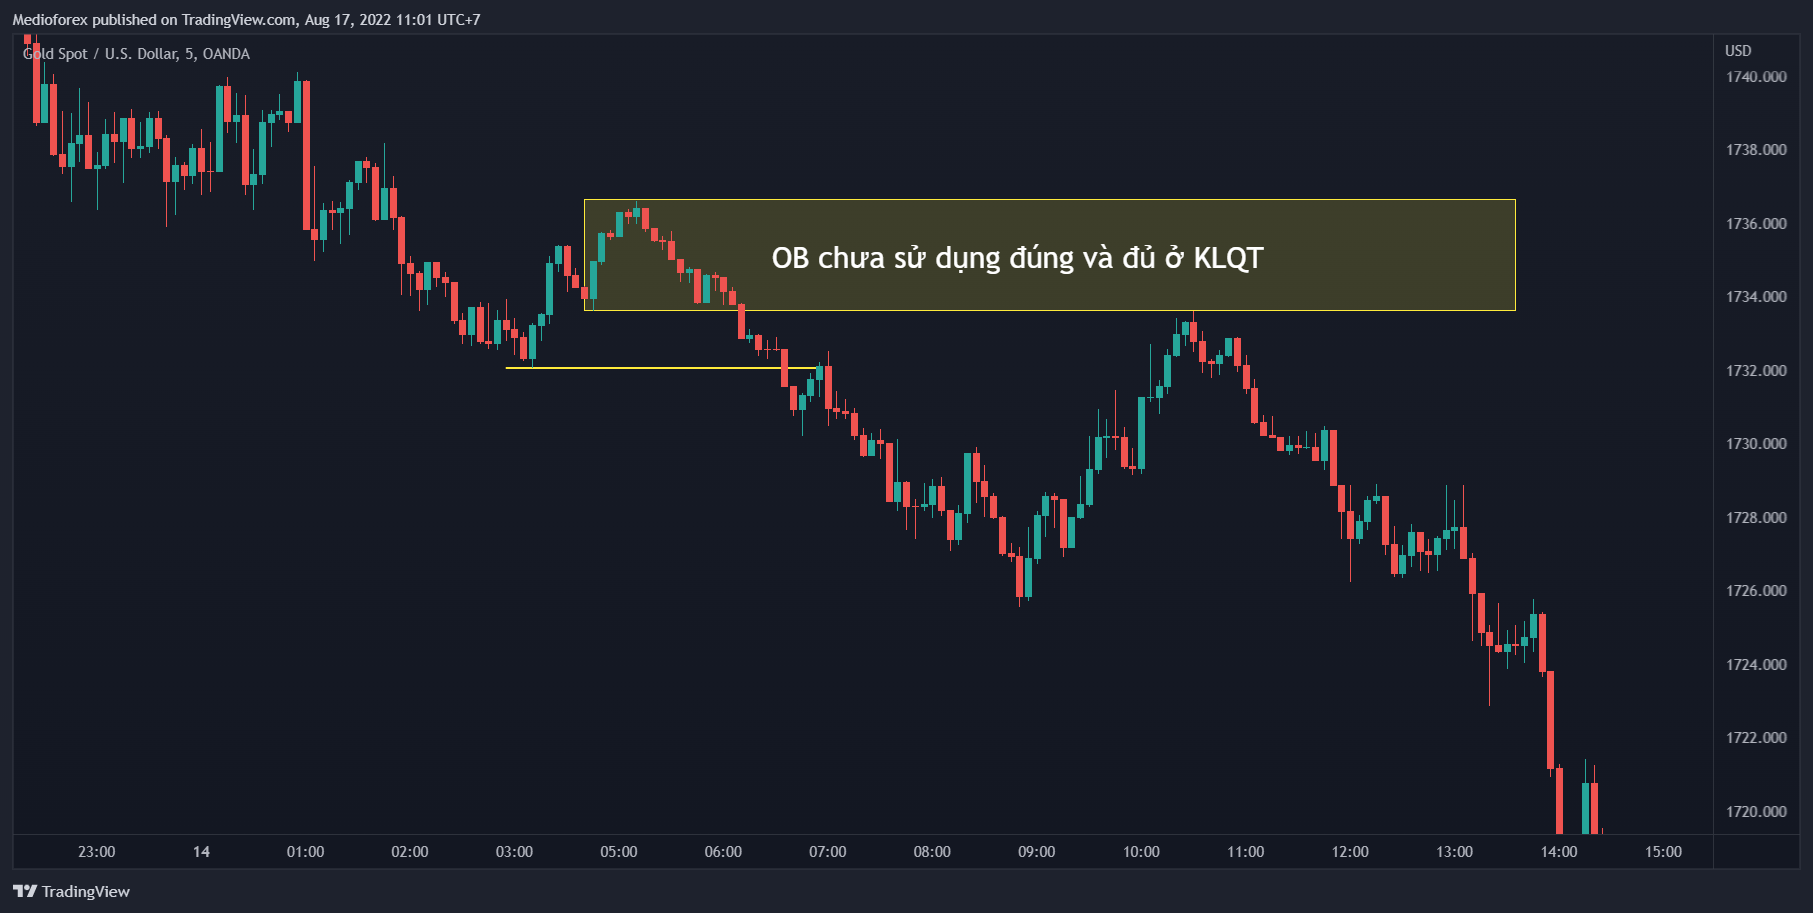 Medioforex published on TradingView.com, Aug 17, 2022 11:01 UTC+7
Gold Spot / U.S. Dollar, 5, OANDA
USD
1740.000
1738.000
1736.000
OB chưa sử dụng đúng và đủ ở KLQT
1734.000
1732.000
1730.000
1728.000
1726.000
1724.000
1722.000
1720.000
23:00 14 01:00 02:00 03:00 05:00 06:00 07:00 08:00 09:00 10:00 11:00 12:00 13:00 14:00 15:00
TradingView